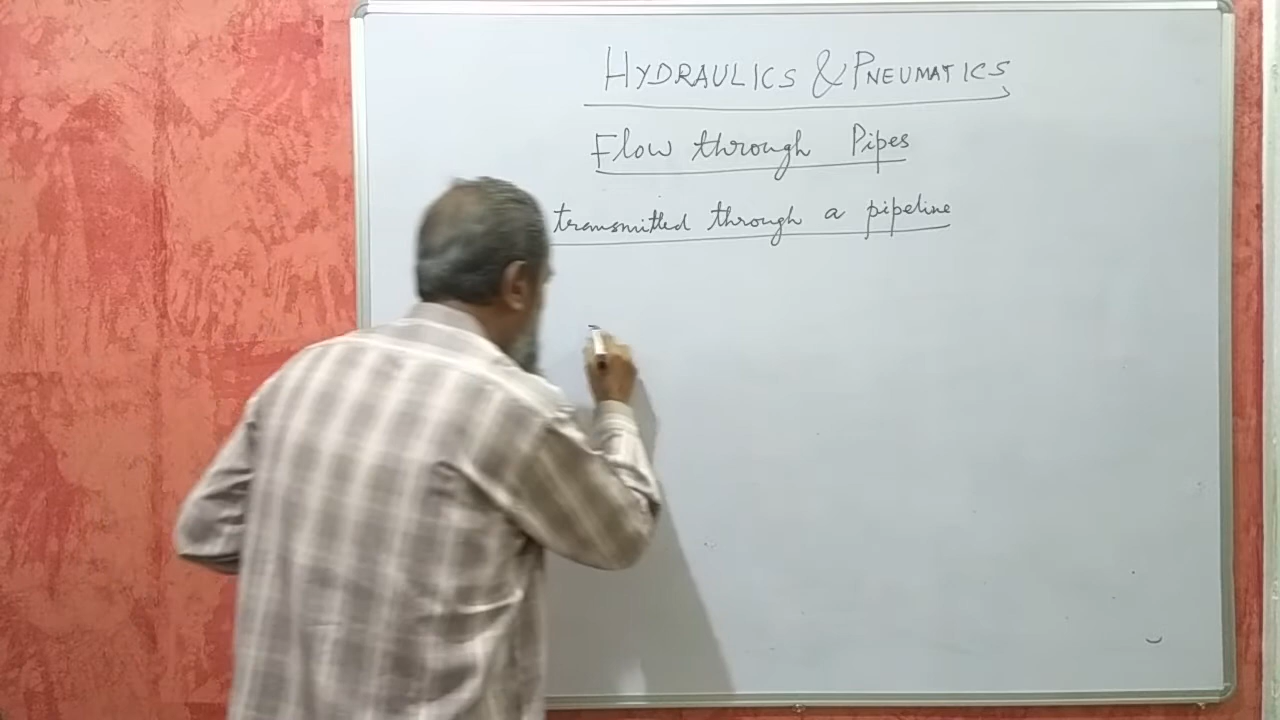 HYDRAULICS & PNEUMATICS
Flow through Pipes
transmitted through a pipeline